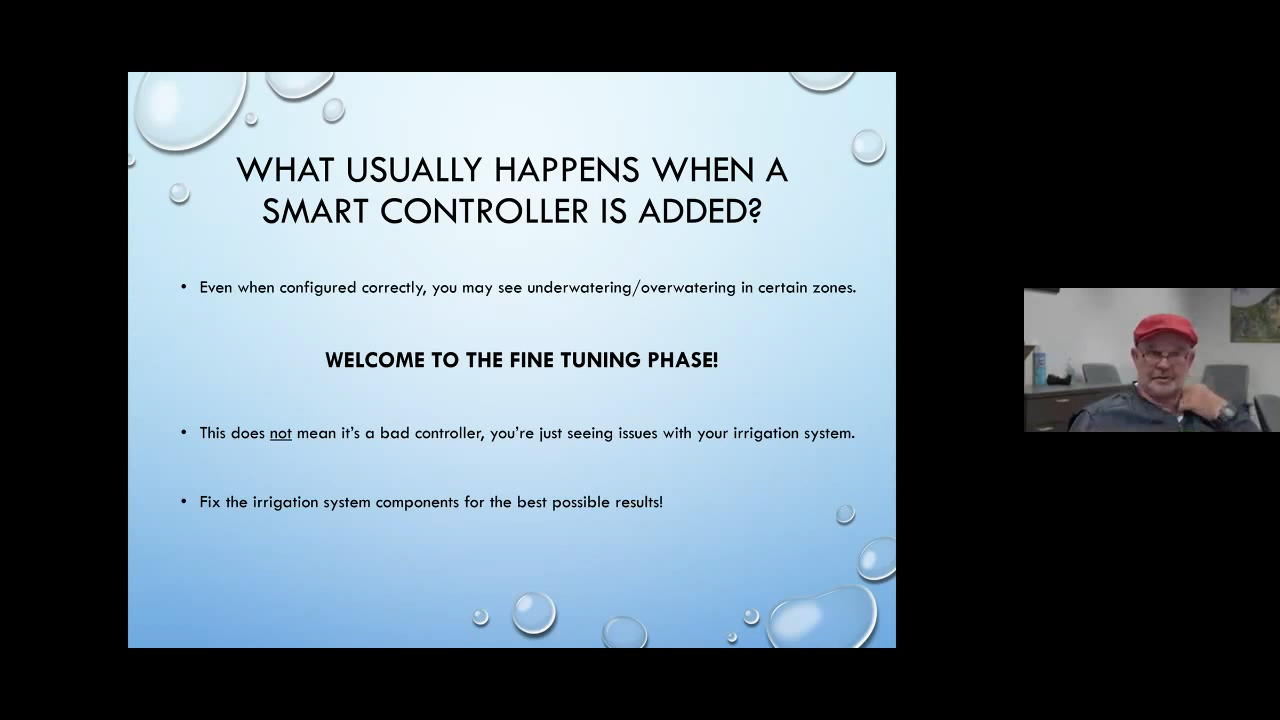 WHAT USUALLY HAPPENS WHEN A
SMART CONTROLLER IS ADDED?
• Even when configured correctly, you may see underwatering/overwatering in certain zones.
WELCOME TO THE FINE TUNING PHASE!
• This does not mean it's a bad controller, you're just seeing issues with your irrigation system.
• Fix the irrigation system components for the best possible results!